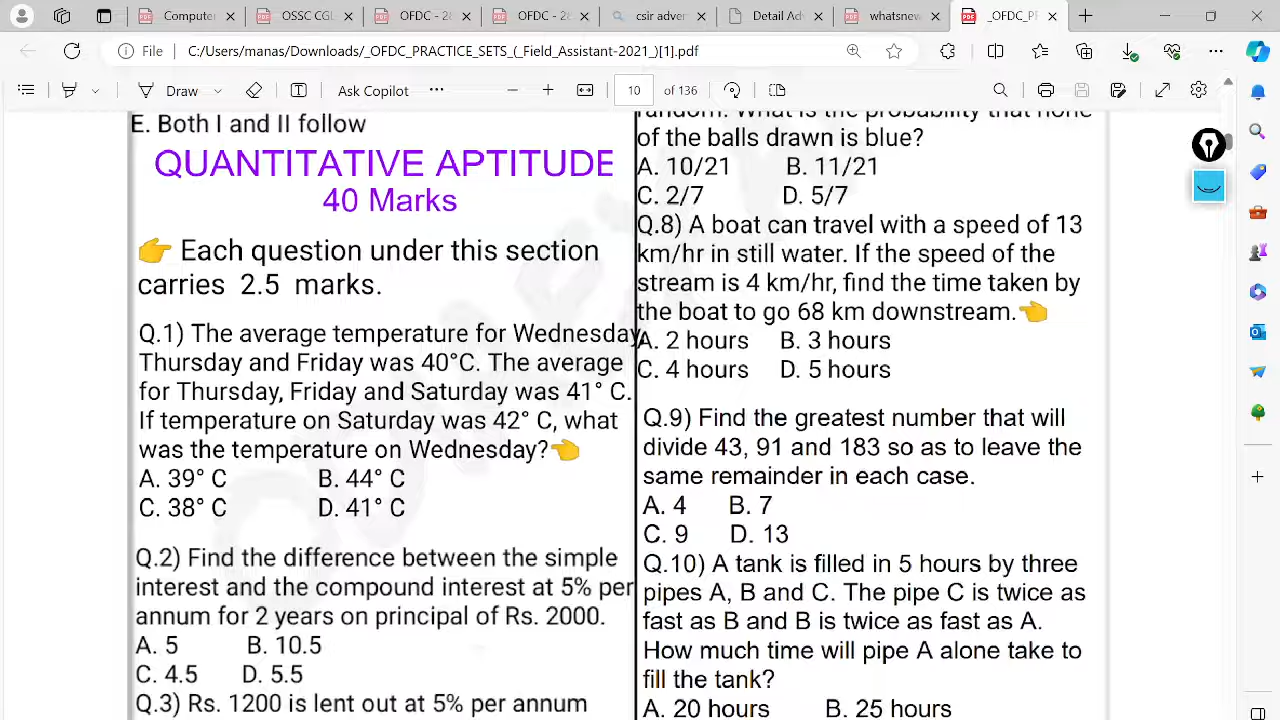 Computer
OSSC CGL
OFDC - 2
OFDC - 2
csir adver
Detail Adv
whatsnew
_OFDC_P
File
C:/Users/manas/Downloads/_OFDC_PRACTICE_SETS_(_Field_Assistant-2021_)[1].pdf
Draw
Ask Copilot
10 of 136
E. Both I and II follow
QUANTITATIVE APTITUDE
40 Marks
👉 Each question under this section
carries 2.5 marks.
Q.1) The average temperature for Wednesday,
Thursday and Friday was 40°C. The average
for Thursday, Friday and Saturday was 41° C.
If temperature on Saturday was 42° C, what
was the temperature on Wednesday?👈
A. 39° C B. 44° C
C. 38° C D. 41° C
Q.2) Find the difference between the simple
interest and the compound interest at 5% per
annum for 2 years on principal of Rs. 2000.
A. 5 B. 10.5
C. 4.5 D. 5.5
Q.3) Rs. 1200 is lent out at 5% per annum
random. What is the probability that none
of the balls drawn is blue?
A. 10/21 B. 11/21
C. 2/7 D. 5/7
Q.8) A boat can travel with a speed of 13
km/hr in still water. If the speed of the
stream is 4 km/hr, find the time taken by
the boat to go 68 km downstream.👈
A. 2 hours B. 3 hours
C. 4 hours D. 5 hours
Q.9) Find the greatest number that will
divide 43, 91 and 183 so as to leave the
same remainder in each case.
A. 4 B. 7
C. 9 D. 13
Q.10) A tank is filled in 5 hours by three
pipes A, B and C. The pipe C is twice as
fast as B and B is twice as fast as A.
How much time will pipe A alone take to
fill the tank?
A. 20 hours B. 25 hours